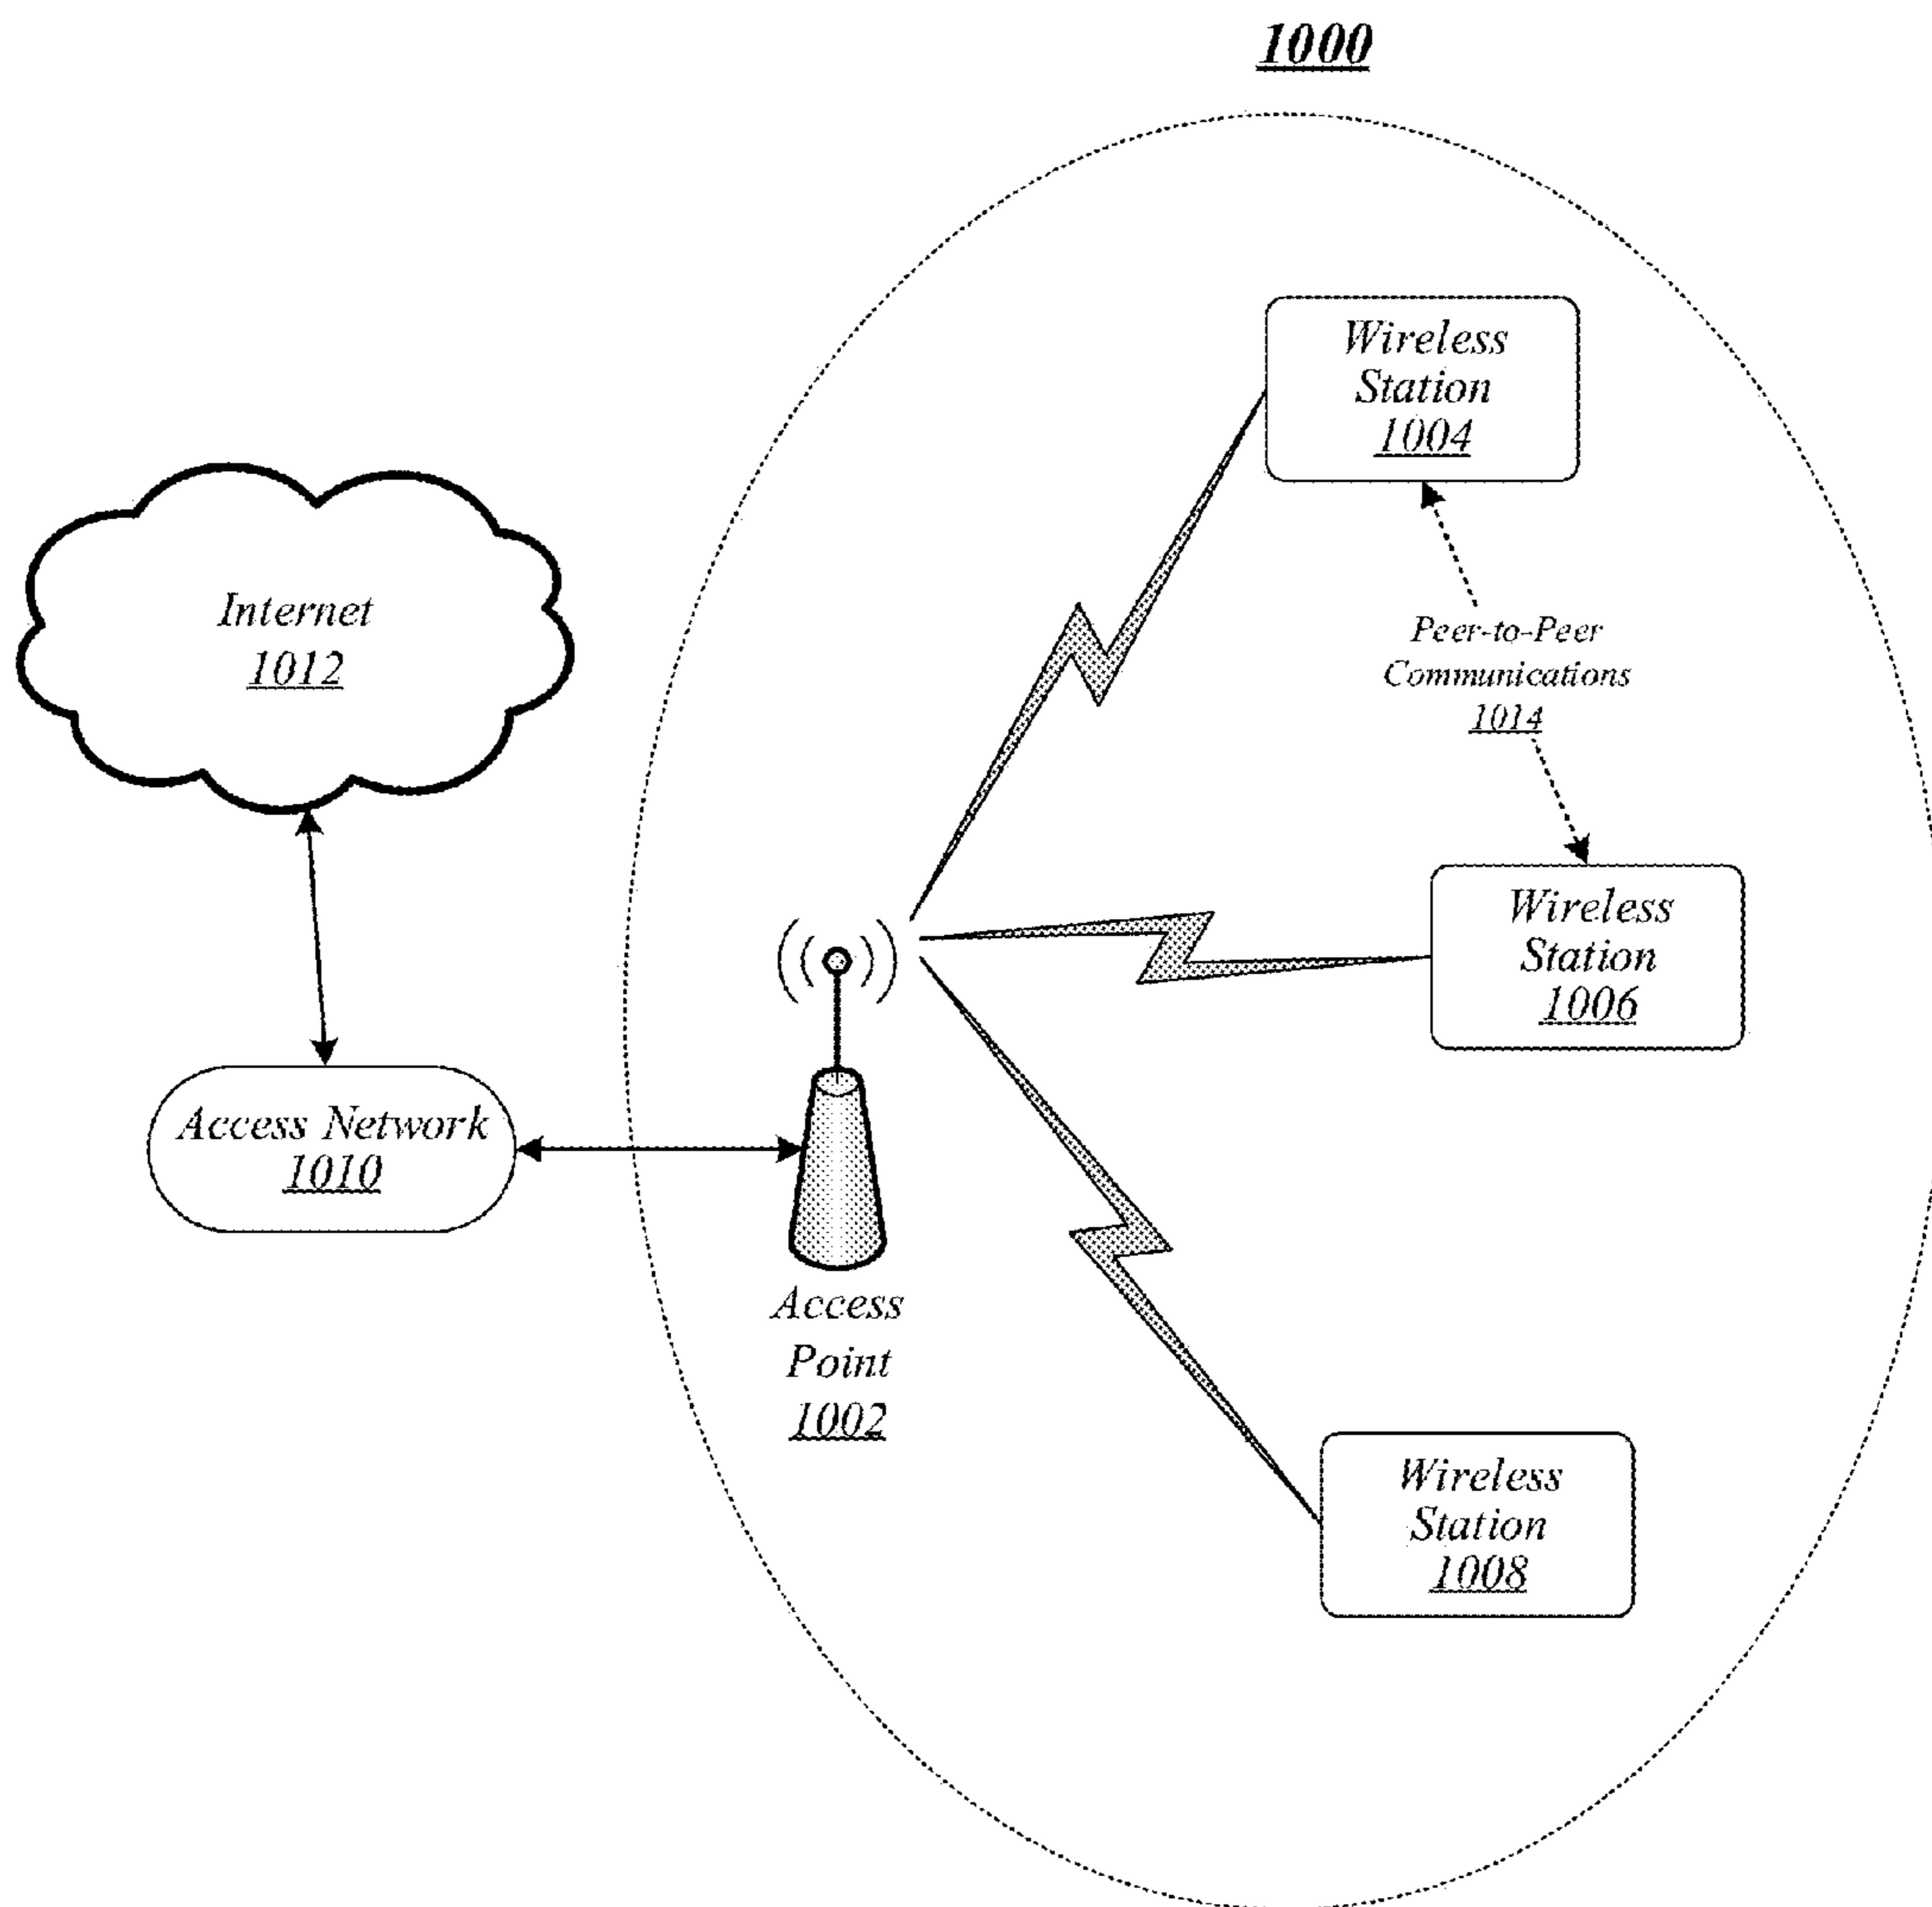 1000
Wireless
Station
1004
Internet
1012
Peer-to-Peer
Communications
1014
Wireless
Station
1006
Access Network
1010
Access
Point
1002
Wireless
Station
1008